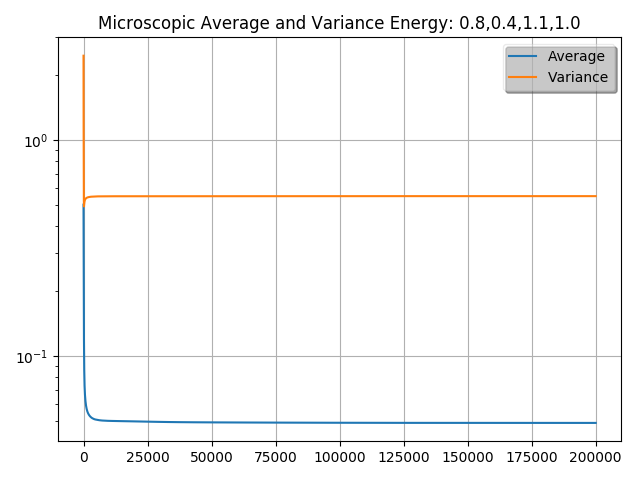 Microscopic Average and Variance Energy: 0.8,0.4,1.1,1.0
Average
Variance
10⁰
10⁻¹
0 25000 50000 75000 100000 125000 150000 175000 200000